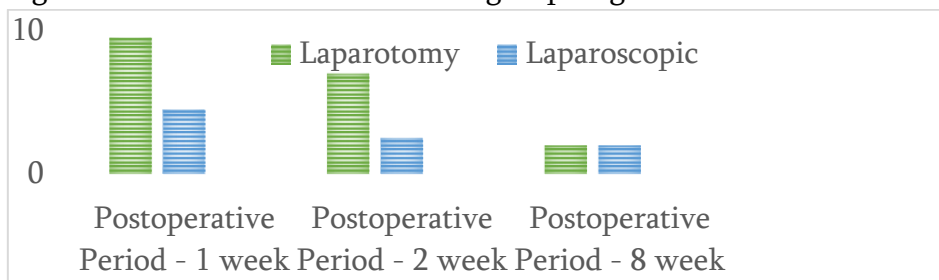 10
Laparotomy Laparoscopic
0
Postoperative Postoperative Postoperative
Period - 1 week Period - 2 week Period - 8 week